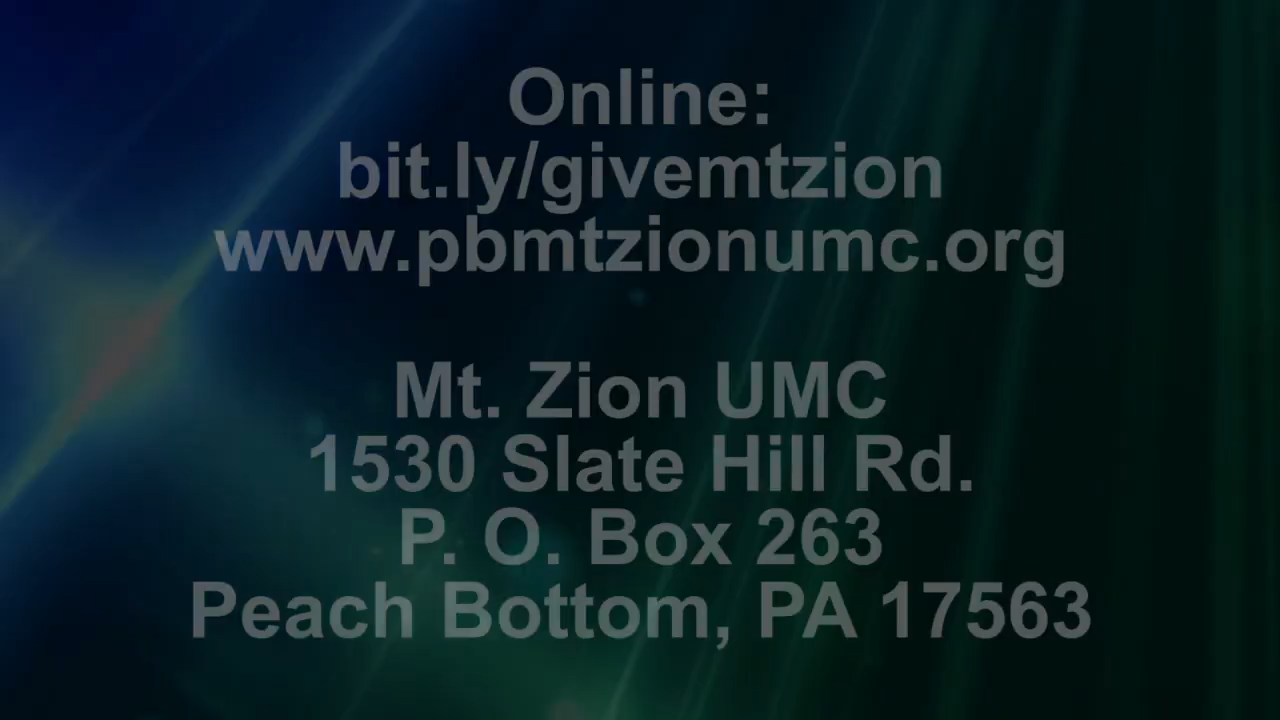 Online:
bit.ly/givemtzion
www.pbmtzionumc.org
Mt. Zion UMC
1530 Slate Hill Rd.
P. O. Box 263
Peach Bottom, PA 17563